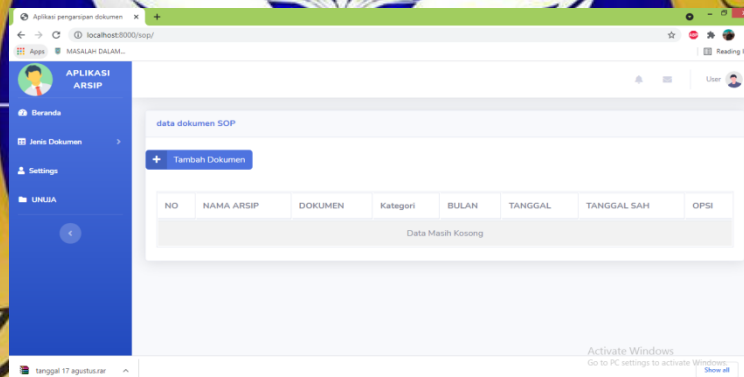 Aplikasi pengarsipan dokumen
localhost:8000/sop/
Apps MASALAH DALAM...
Reading l
APLIKASI
ARSIP
User
Beranda
Jenis Dokumen
Settings
UNUJA
data dokumen SOP
+ Tambah Dokumen
NO NAMA ARSIP DOKUMEN Kategori BULAN TANGGAL TANGGAL SAH OPSI
Data Masih Kosong
Activate Windows
Go to PC settings to activate Windows.
tanggal 17 agustus.rar
Show all